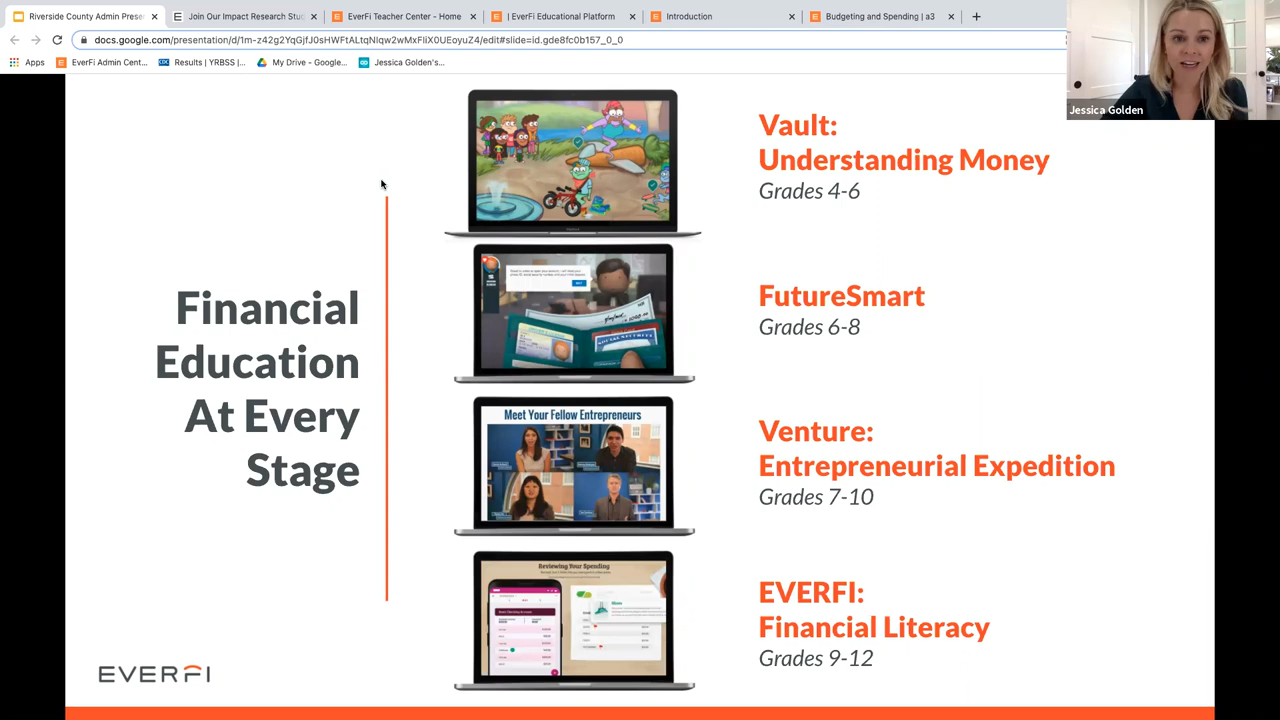 Riverside County Admin Prese
Join Our Impact Research Stud
EverFi Teacher Center - Home
| EverFi Educational Platform
Introduction
Budgeting and Spending | a3
docs.google.com/presentation/d/1m-z42g2YqGjfJ0sHWFtALtqNlqw2wMxFliX0UEoyuZ4/edit#slide=id.gde8fc0b157_0_0
Apps
EverFi Admin Cent...
Results | YRBSS |...
My Drive - Google...
Jessica Golden's...
Jessica Golden
Financial
Education
At Every
Stage
Vault:
Understanding Money
Grades 4-6
FutureSmart
Grades 6-8
Meet Your Fellow Entrepreneurs
Venture:
Entrepreneurial Expedition
Grades 7-10
Reviewing Your Spending
EVERFI:
Financial Literacy
Grades 9-12
EVERFI